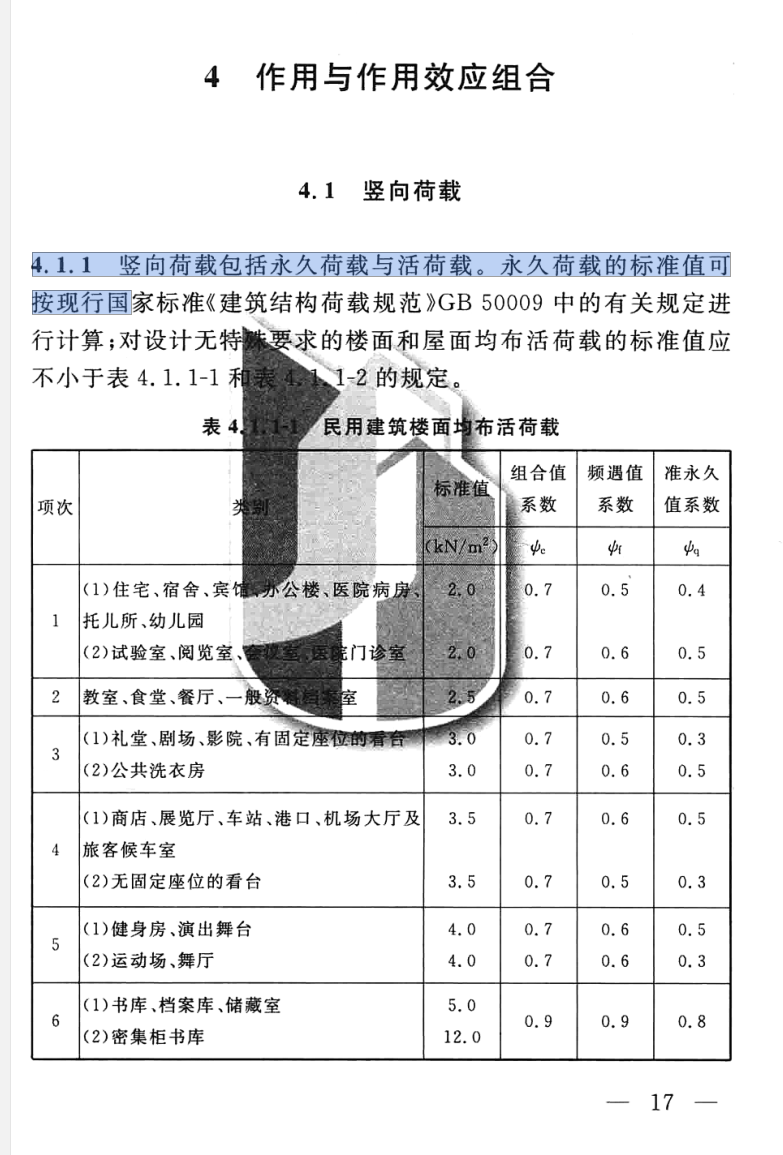 4 作用与作用效应组合
4.1 竖向荷载
4.1.1 竖向荷载包括永久荷载与活荷载。永久荷载的标准值可
按现行国家标准《建筑结构荷载规范》GB 50009 中的有关规定进
行计算；对设计无特殊要求的楼面和屋面均布活荷载的标准值应
不小于表 4.1.1-1 和表 4.1.1-2 的规定。
表 4.1.1-1 民用建筑楼面均布活荷载
项次 类别 标准值 (kN/m²) 组合值系数 ψc 频遇值系数 ψf 准永久值系数 ψq
1 (1)住宅、宿舍、宾馆、办公楼、医院病房、 2.0 0.7 0.5 0.4
托儿所、幼儿园
(2)试验室、阅览室、会议室、医院门诊室 2.0 0.7 0.6 0.5
2 教室、食堂、餐厅、一般资料档案室 2.5 0.7 0.6 0.5
3 (1)礼堂、剧场、影院、有固定座位的看台 3.0 0.7 0.5 0.3
(2)公共洗衣房 3.0 0.7 0.6 0.5
4 (1)商店、展览厅、车站、港口、机场大厅及 3.5 0.7 0.6 0.5
旅客候车室
(2)无固定座位的看台 3.5 0.7 0.5 0.3
5 (1)健身房、演出舞台 4.0 0.7 0.6 0.5
(2)运动场、舞厅 4.0 0.7 0.6 0.3
6 (1)书库、档案库、储藏室 5.0 0.9 0.9 0.8
(2)密集柜书库 12.0
— 17 —